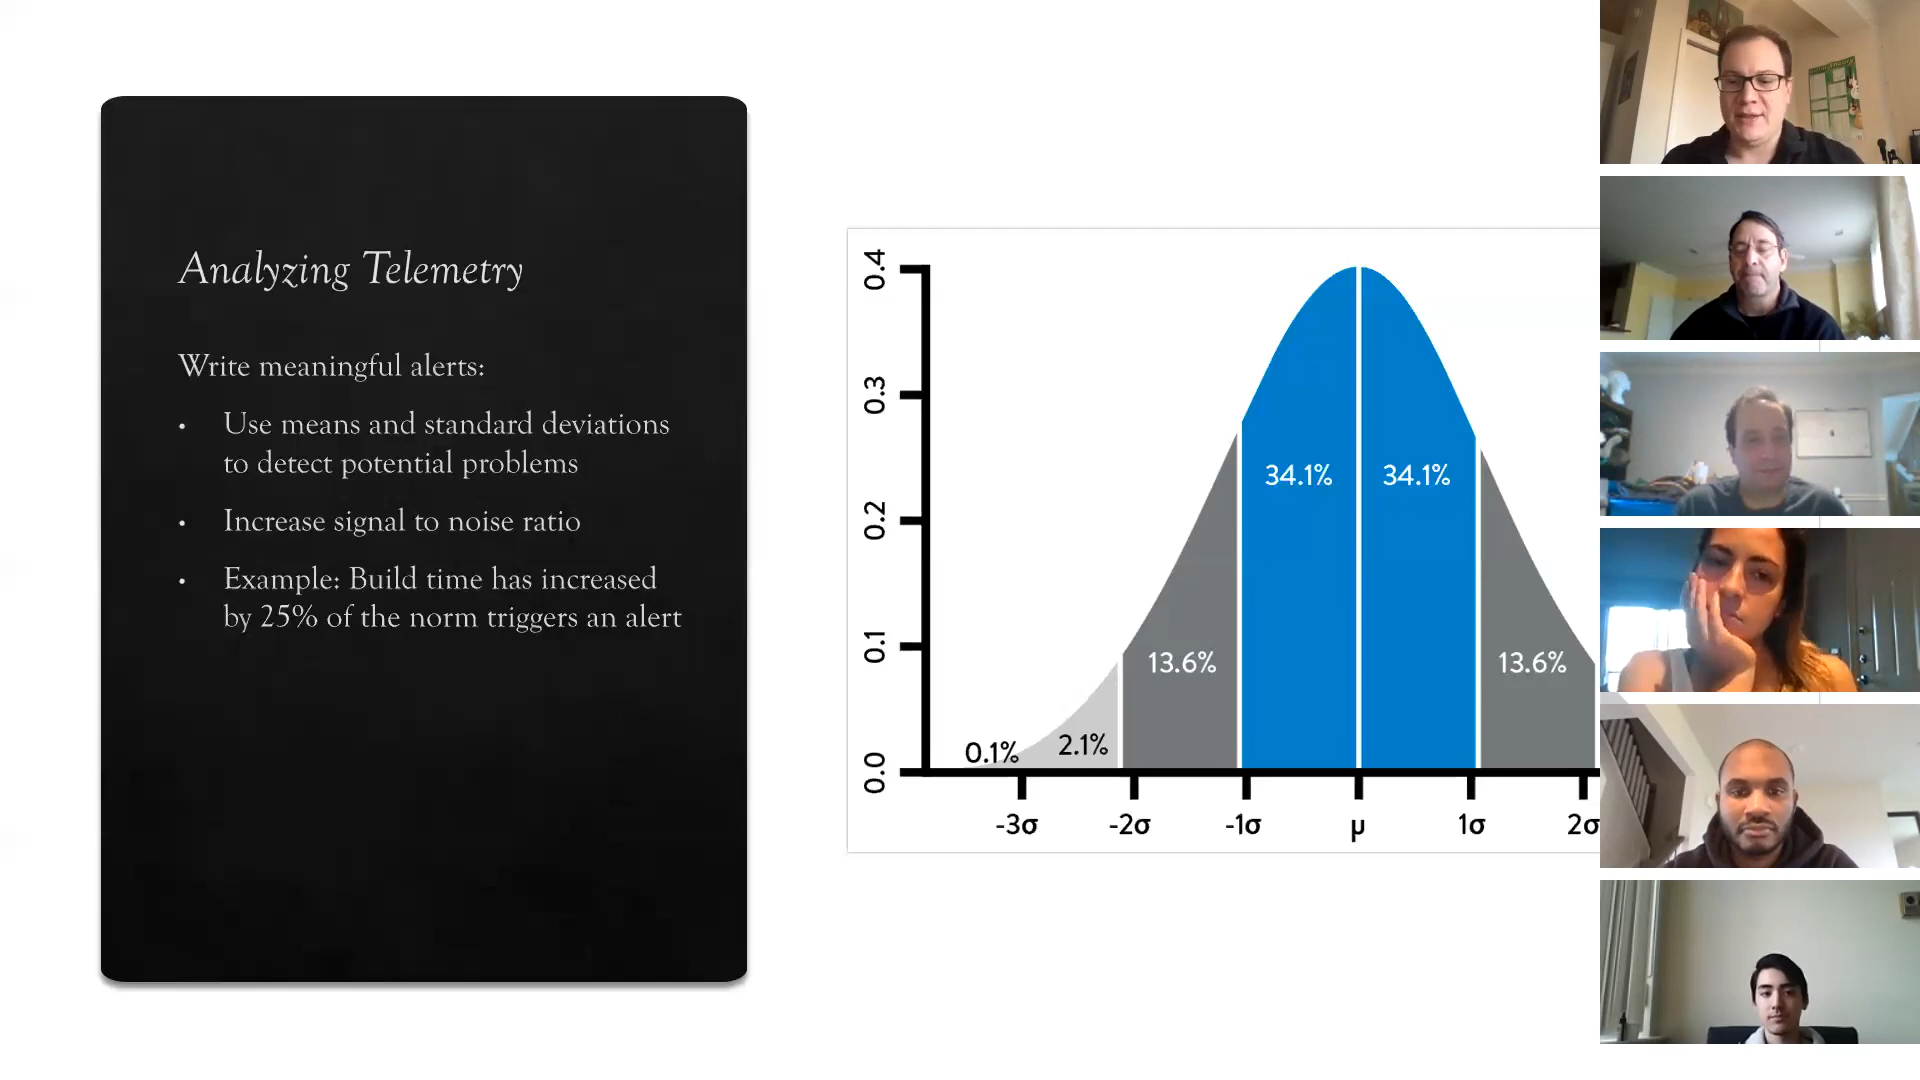 Analyzing Telemetry
Write meaningful alerts:
• Use means and standard deviations
to detect potential problems
• Increase signal to noise ratio
• Example: Build time has increased
by 25% of the norm triggers an alert
0.4
0.3
0.2
0.1
0.0
34.1%
34.1%
13.6%
13.6%
0.1%
2.1%
-3σ
-2σ
-1σ
μ
1σ
2σ